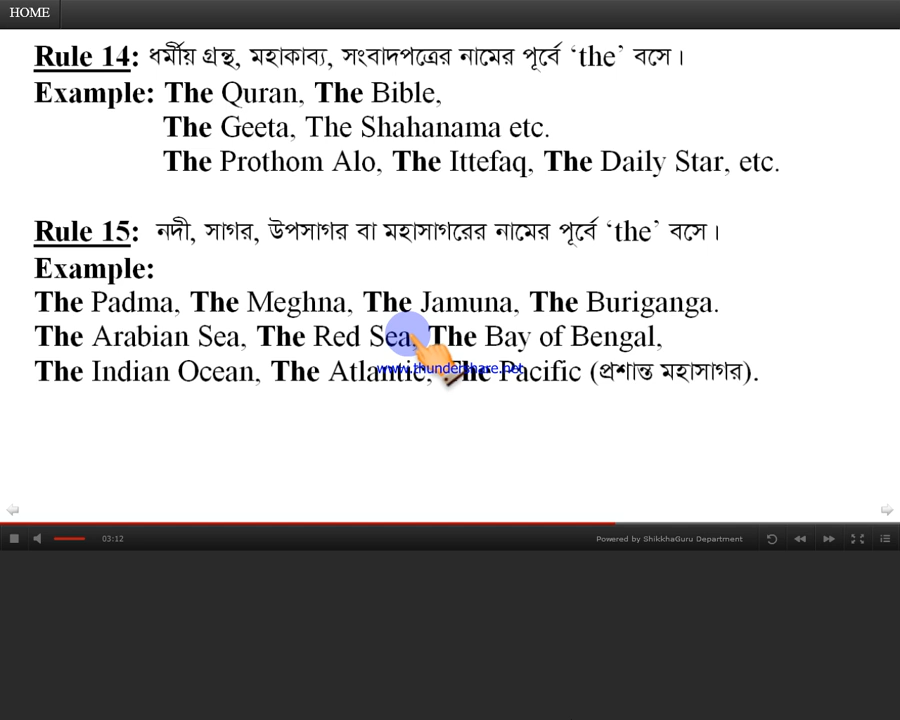 HOME
Rule 14: ধর্মীয় গ্রন্থ, মহাকাব্য, সংবাদপত্রের নামের পূর্বে ‘the’ বসে।
Example: The Quran, The Bible,
The Geeta, The Shahanama etc.
The Prothom Alo, The Ittefaq, The Daily Star, etc.
Rule 15: নদী, সাগর, উপসাগর বা মহাসাগরের নামের পূর্বে ‘the’ বসে।
Example:
The Padma, The Meghna, The Jamuna, The Buriganga.
The Arabian Sea, The Red Sea, The Bay of Bengal,
The Indian Ocean, The Atlantic, The Pacific (প্রশান্ত মহাসাগর).
www.thundershare.net
03:12
Powered by ShikkhaGuru Department